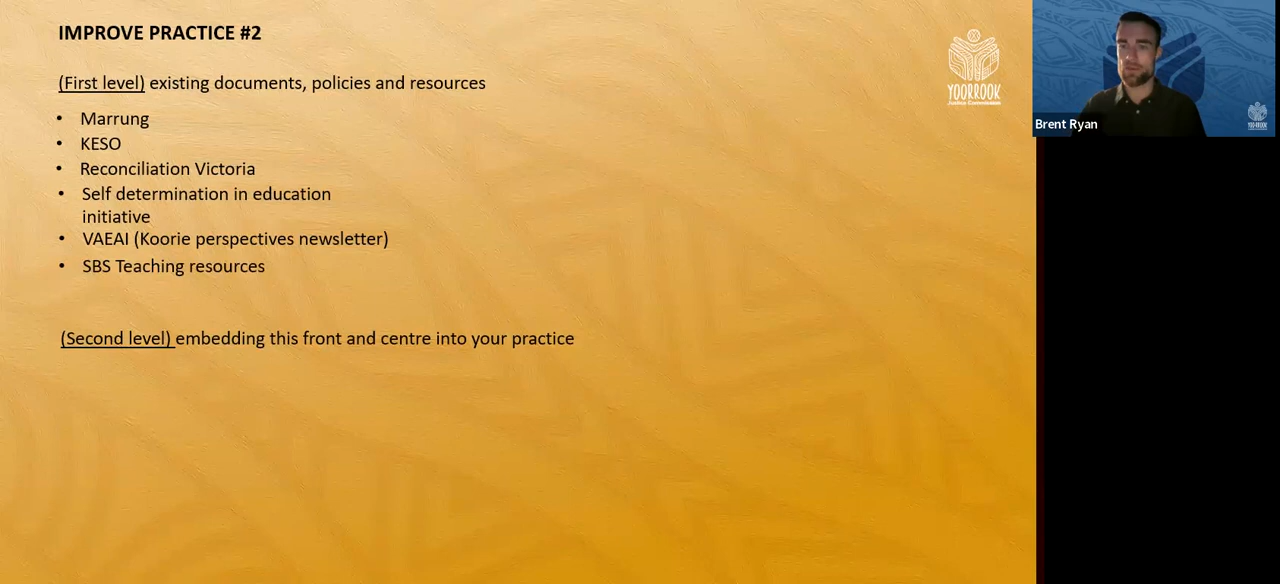 IMPROVE PRACTICE #2
(First level) existing documents, policies and resources
• Marrung
• KESO
• Reconciliation Victoria
• Self determination in education
initiative
• VAEAI (Koorie perspectives newsletter)
• SBS Teaching resources
(Second level) embedding this front and centre into your practice
YOORROOK
Justice Commission
Brent Ryan
YOORROOK